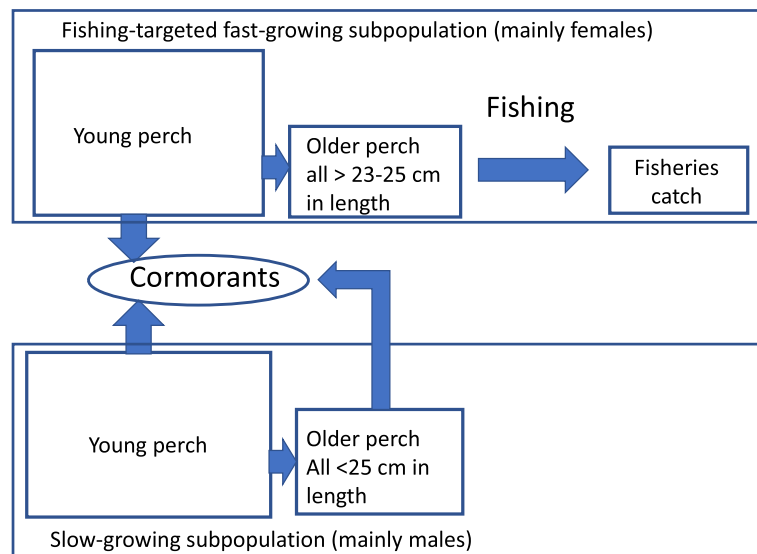 Fishing-targeted fast-growing subpopulation (mainly females)
Young perch
Older perch
all > 23-25 cm
in length
Fishing
Fisheries
catch
Cormorants
Young perch
Older perch
All <25 cm in
length
Slow-growing subpopulation (mainly males)